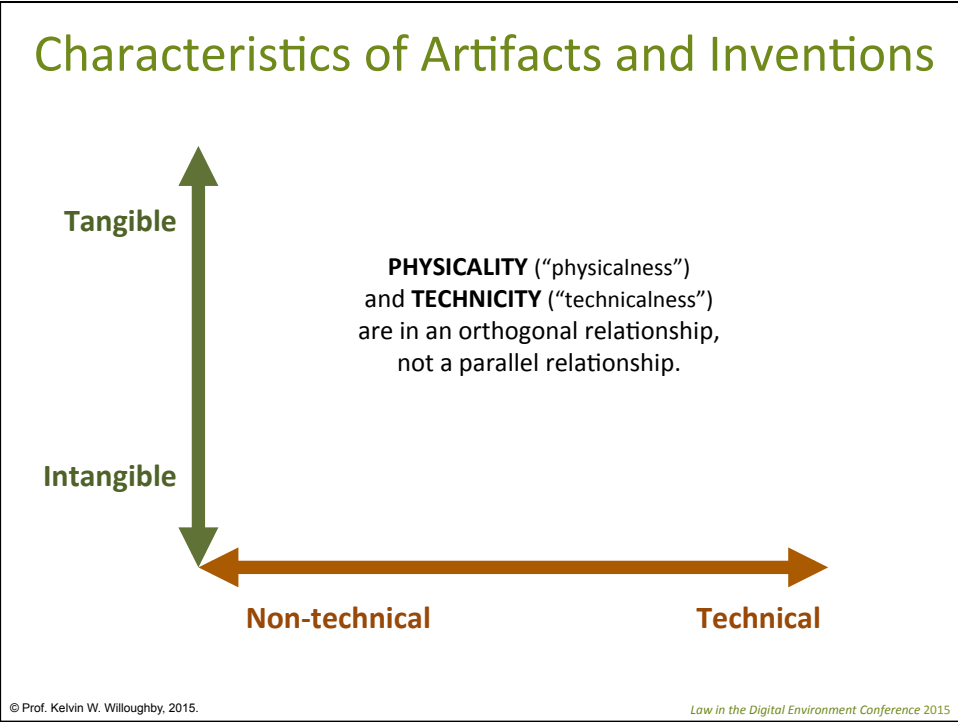 Characteristics of Artifacts and Inventions
Tangible
PHYSICALITY (“physicalness”)
and TECHNICITY (“technicalness”)
are in an orthogonal relationship,
not a parallel relationship.
Intangible
Non-technical
Technical
© Prof. Kelvin W. Willoughby, 2015.
Law in the Digital Environment Conference 2015